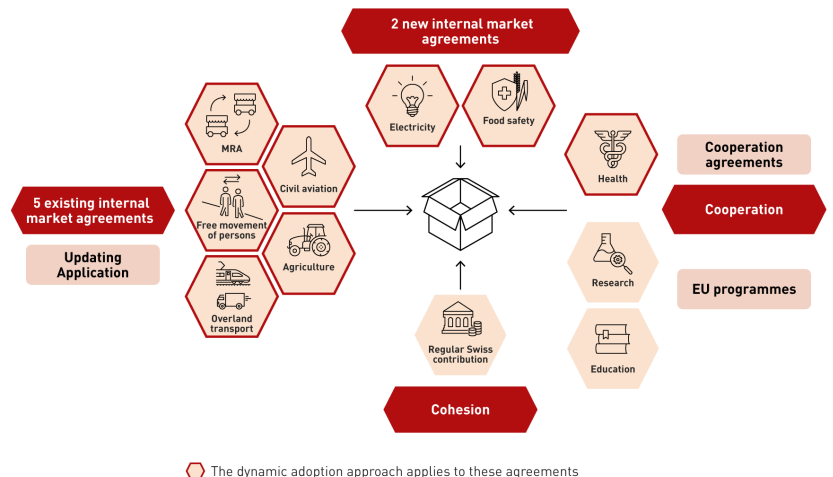 2 new internal market
agreements
Electricity
Food safety
MRA
Civil aviation
Free movement
of persons
Agriculture
Overland
transport
5 existing internal
market agreements
Updating
Application
Health
Cooperation
agreements
Cooperation
Research
EU programmes
Education
Regular Swiss
contribution
Cohesion
The dynamic adoption approach applies to these agreements